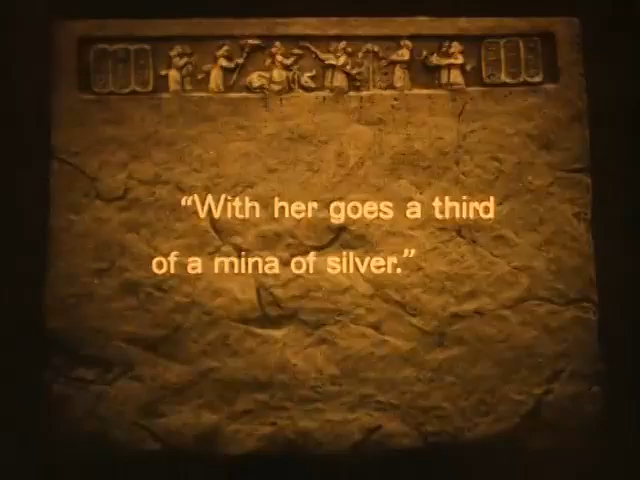 “With her goes a third
of a mina of silver.”